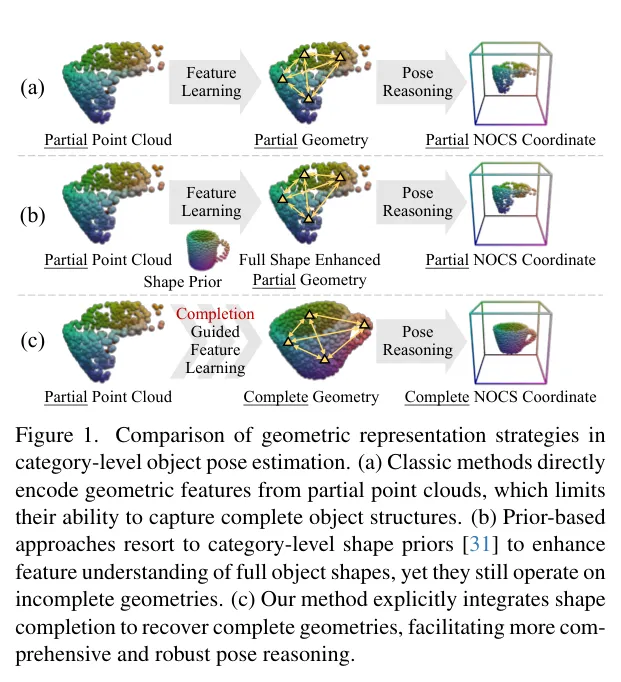 (a)
Feature
Learning
Pose
Reasoning
Partial Point Cloud
Partial Geometry
Partial NOCS Coordinate
(b)
Feature
Learning
Pose
Reasoning
Partial Point Cloud
Shape Prior
Full Shape Enhanced
Partial Geometry
Partial NOCS Coordinate
(c)
Completion
Guided
Feature
Learning
Pose
Reasoning
Partial Point Cloud
Complete Geometry
Complete NOCS Coordinate
Figure 1. Comparison of geometric representation strategies in
category-level object pose estimation. (a) Classic methods directly
encode geometric features from partial point clouds, which limits
their ability to capture complete object structures. (b) Prior-based
approaches resort to category-level shape priors [31] to enhance
feature understanding of full object shapes, yet they still operate on
incomplete geometries. (c) Our method explicitly integrates shape
completion to recover complete geometries, facilitating more com-
prehensive and robust pose reasoning.